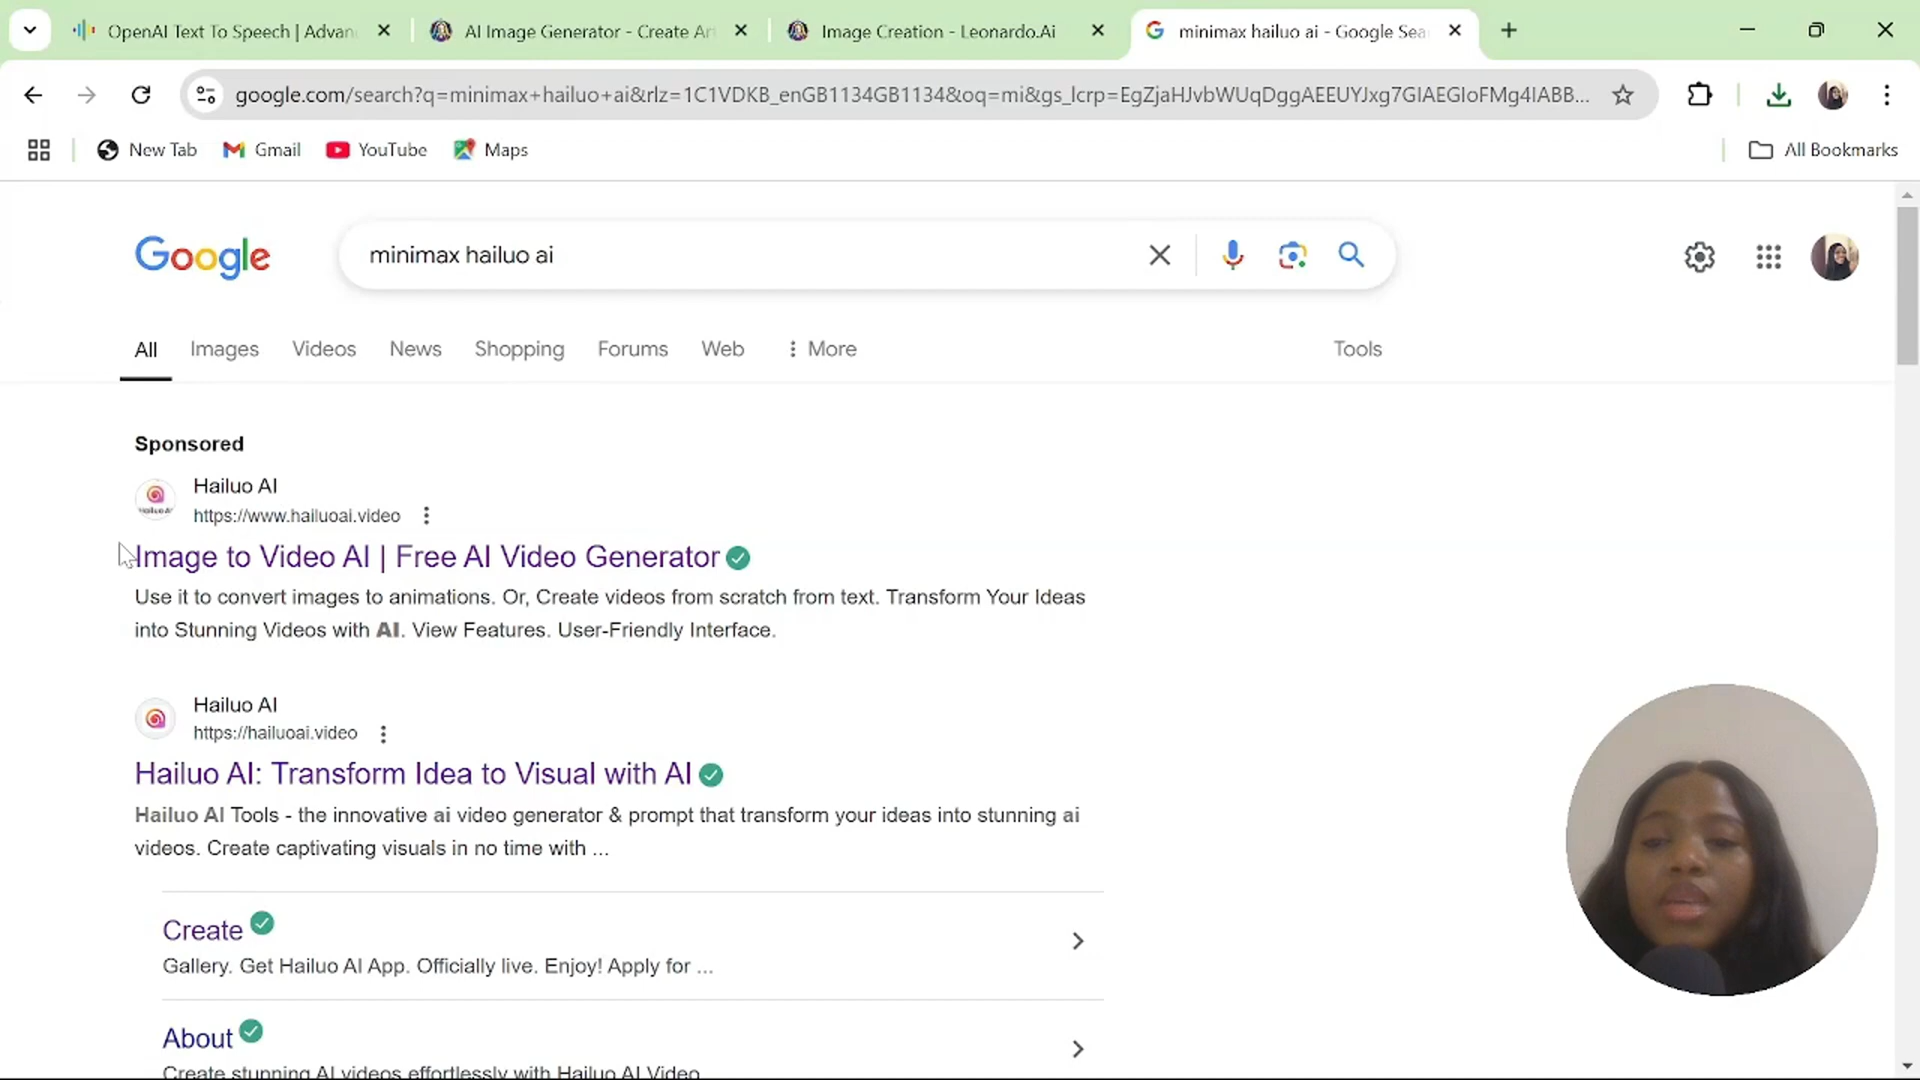 OpenAI Text To Speech | Advan
AI Image Generator - Create Ar
Image Creation - Leonardo.Ai
minimax hailuo ai - Google Sea
google.com/search?q=minimax+hailuo+ai&rlz=1C1VDKB_enGB1134GB1134&oq=mi&gs_lcrp=EgZjaHJvbWUqDggAEEUYJxg7GIAEGIoFMg4IABB...
New Tab
Gmail
YouTube
Maps
All Bookmarks
Google
minimax hailuo ai
All
Images
Videos
News
Shopping
Forums
Web
More
Tools
Sponsored
Hailuo AI
https://www.hailuoai.video
Image to Video AI | Free AI Video Generator
Use it to convert images to animations. Or, Create videos from scratch from text. Transform Your Ideas
into Stunning Videos with AI. View Features. User-Friendly Interface.
Hailuo AI
https://hailuoai.video
Hailuo AI: Transform Idea to Visual with AI
Hailuo AI Tools - the innovative ai video generator & prompt that transform your ideas into stunning ai
videos. Create captivating visuals in no time with ...
Create
Gallery. Get Hailuo AI App. Officially live. Enjoy! Apply for ...
About
Create stunning AI videos effortlessly with Hailuo AI Video